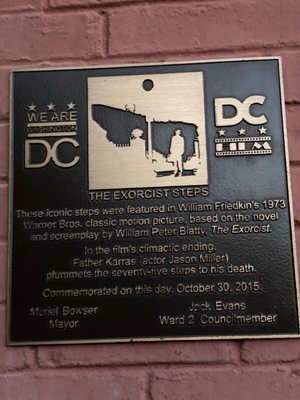 WE ARE
WASHINGTON
DC
DC
FILM
THE EXORCIST STEPS
These iconic steps were featured in William Friedkin's 1973
Warner Bros. classic motion picture, based on the novel
and screenplay by William Peter Blatty, The Exorcist.
In the film's climactic ending,
Father Karras (actor Jason Miller)
plummets the seventy-five steps to his death.
Commemorated on this day, October 30, 2015.
Muriel Bowser
Mayor
Jack Evans
Ward 2 Councilmember